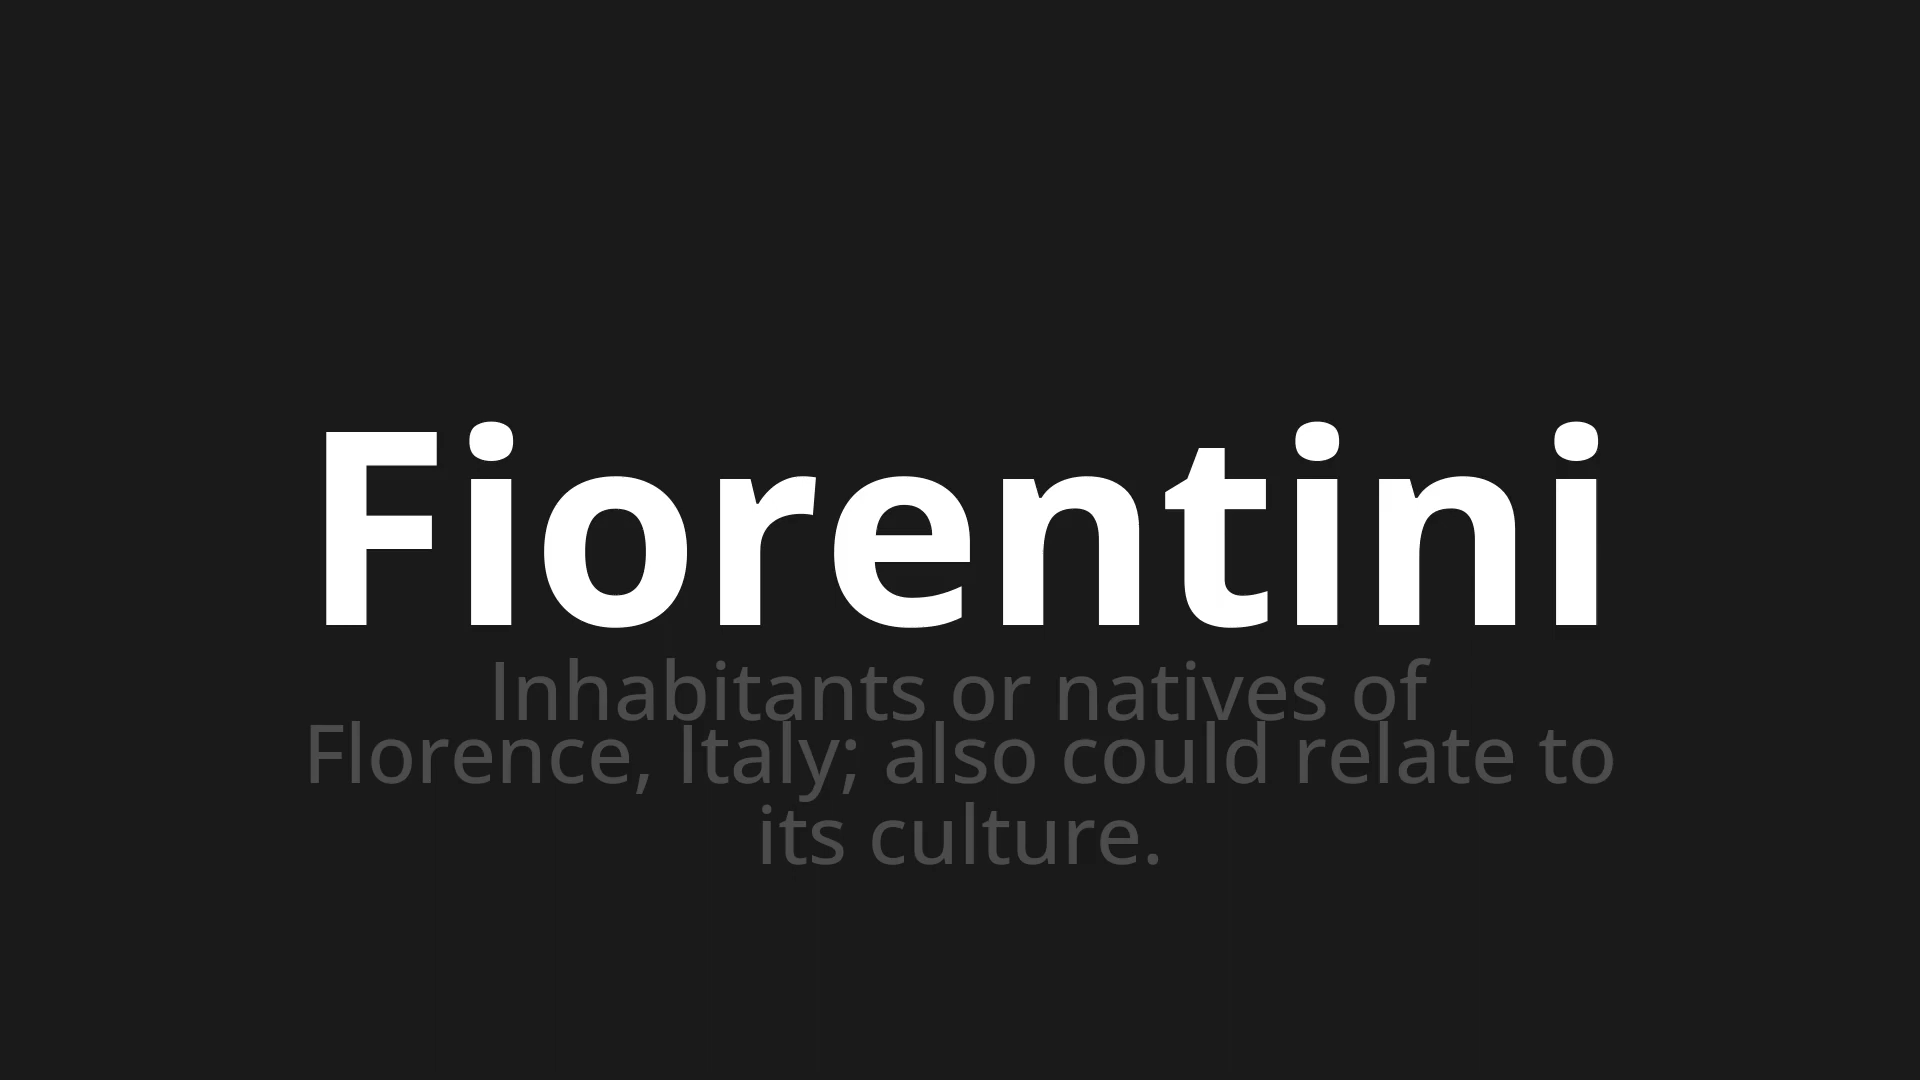 Fiorentini
Inhabitants or natives of
Florence, Italy; also could relate to
its culture.